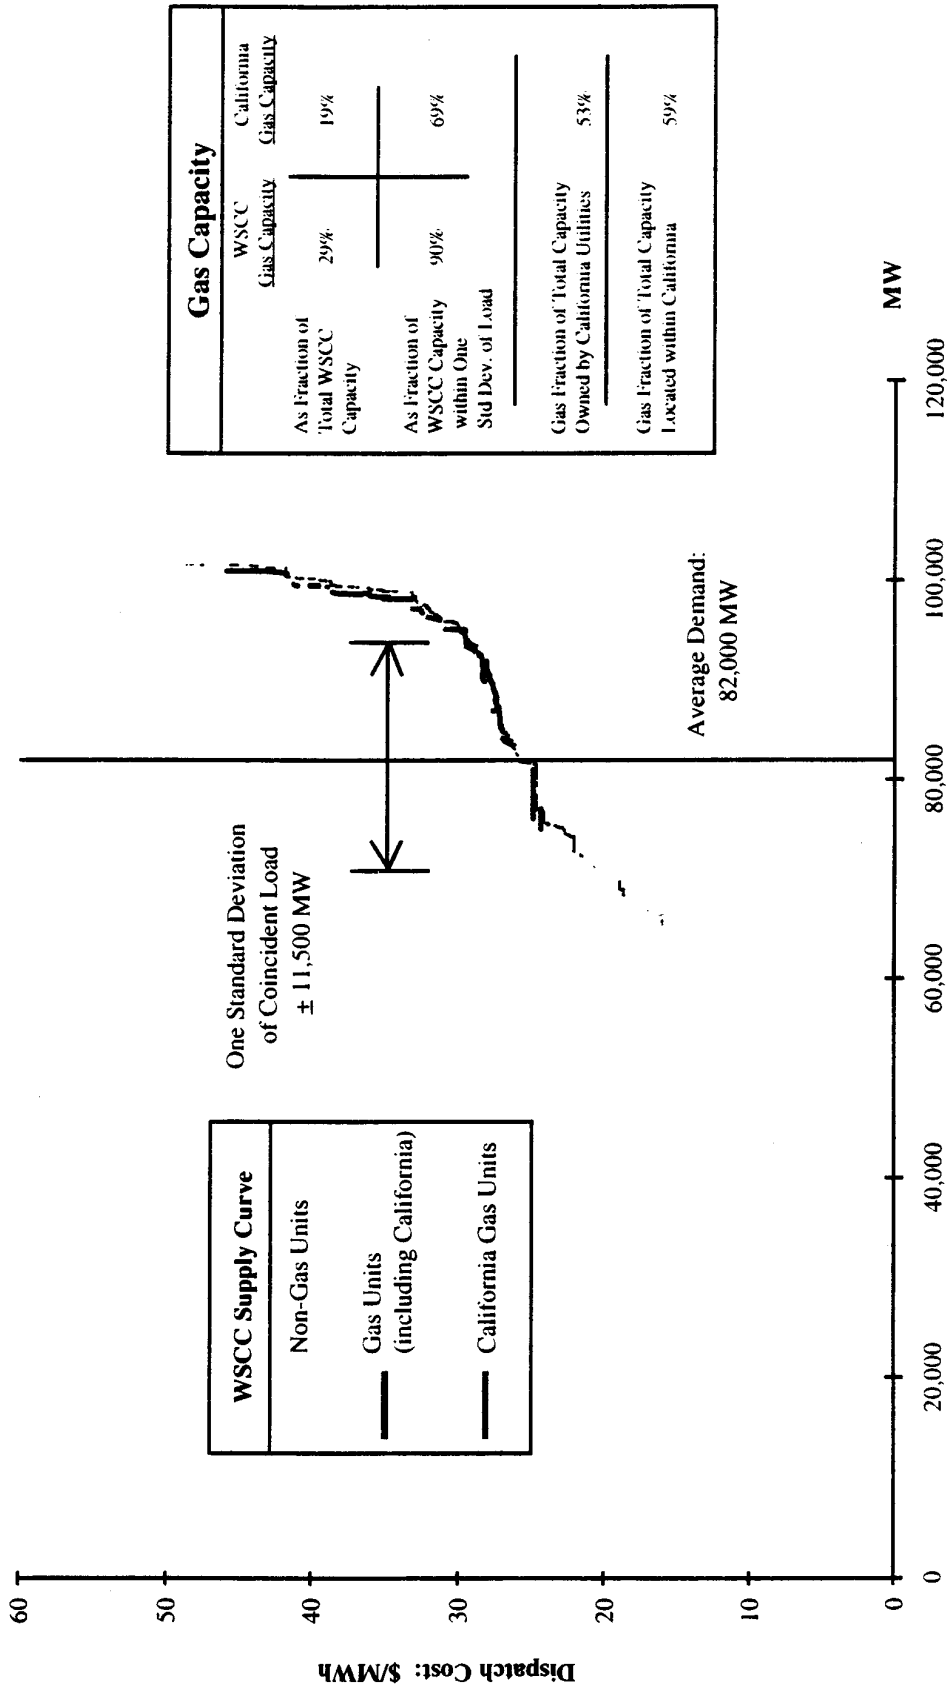 Dispatch Cost: $/MWh
60
50
40
30
20
10
0
WSCC Supply Curve
Non-Gas Units
Gas Units
(including California)
California Gas Units
One Standard Deviation
of Coincident Load
± 11,500 MW
Average Demand:
82,000 MW
0
20,000
40,000
60,000
80,000
100,000
120,000
MW
Gas Capacity
WSCC
Gas Capacity
California
Gas Capacity
As Fraction of
Total WSCC
Capacity
29%
19%
As Fraction of
WSCC Capacity
within One
Std Dev. of Load
90%
69%
Gas Fraction of Total Capacity
Owned by California Utilities
53%
Gas Fraction of Total Capacity
Located within California
59%